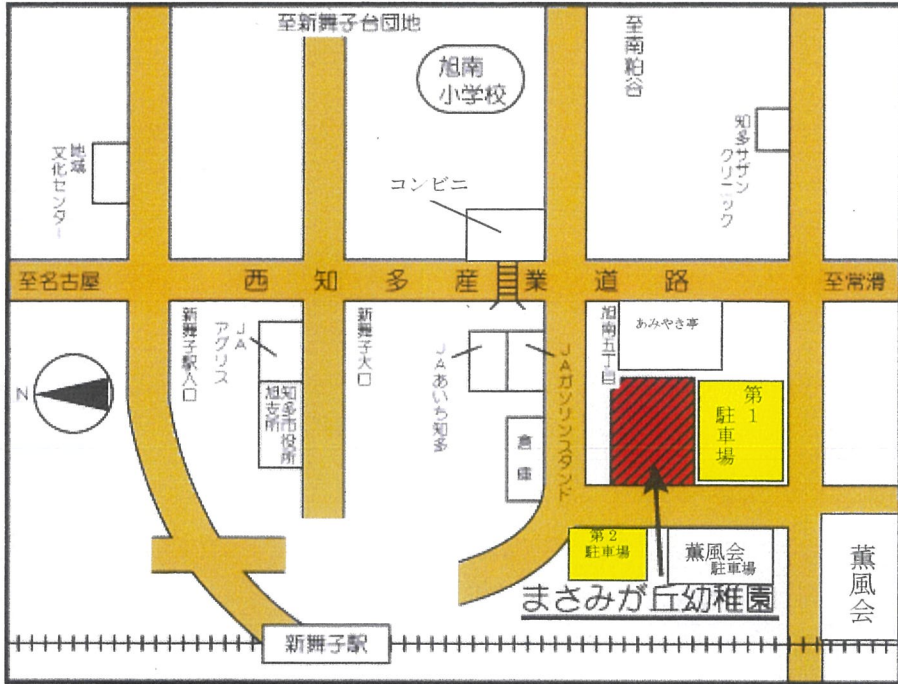 至新舞子台団地
旭南
小学校
至南粕谷
知多サザン
クリニック
地域
文化センター
コンビニ
至名古屋
西知多産業道路
至常滑
新舞子駅入口
JA
アグリス
知多市役所
旭支所
新舞子大口
JAあいち知多
JAガソリンスタンド
倉庫
旭南五丁目
あみやき亭
第1
駐車場
N
第2
駐車場
薫風会
駐車場
薫風会
まさみが丘幼稚園
新舞子駅